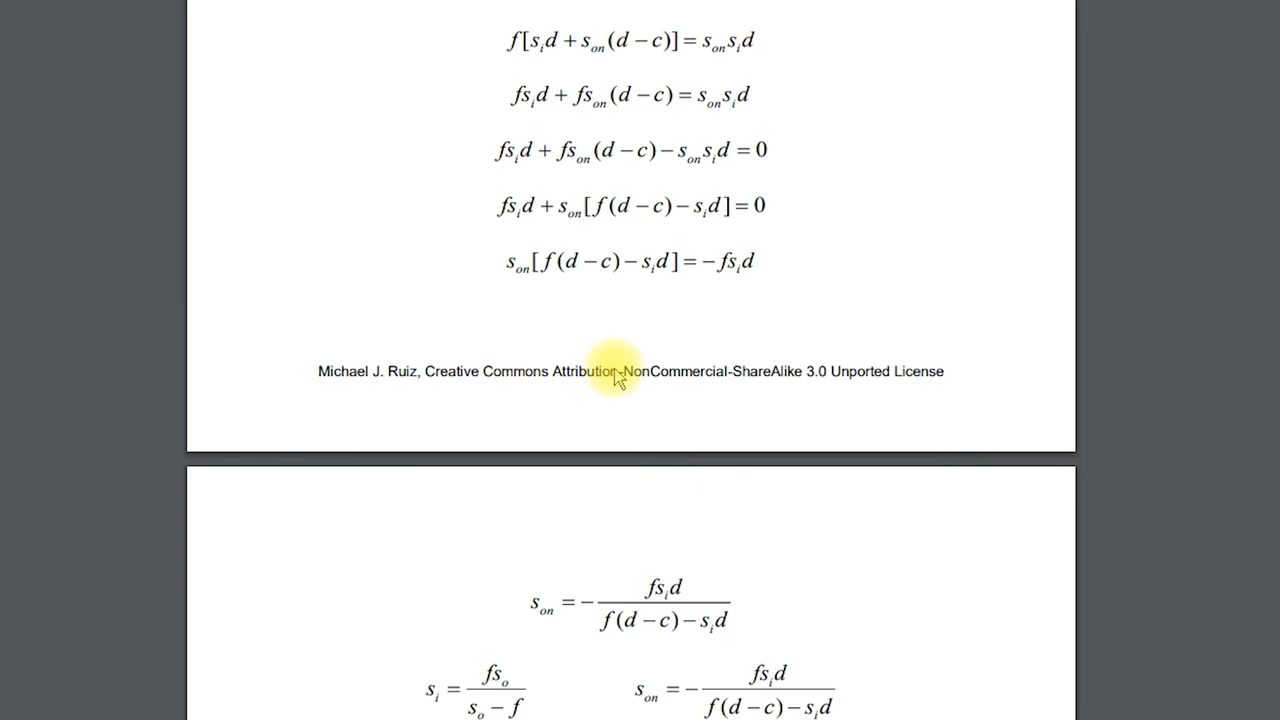 f[s_i d + s_on (d − c)] = s_on s_i d
fs_i d + fs_on (d − c) = s_on s_i d
fs_i d + fs_on (d − c) − s_on s_i d = 0
fs_i d + s_on [f(d − c) − s_i d] = 0
s_on [f(d − c) − s_i d] = −fs_i d
Michael J. Ruiz, Creative Commons Attribution-NonCommercial-ShareAlike 3.0 Unported License
s_on = − fs_i d / (f(d − c) − s_i d)
s_i = fs_o / (s_o − f) s_on = − fs_i d / (f(d − c) − s_i d)